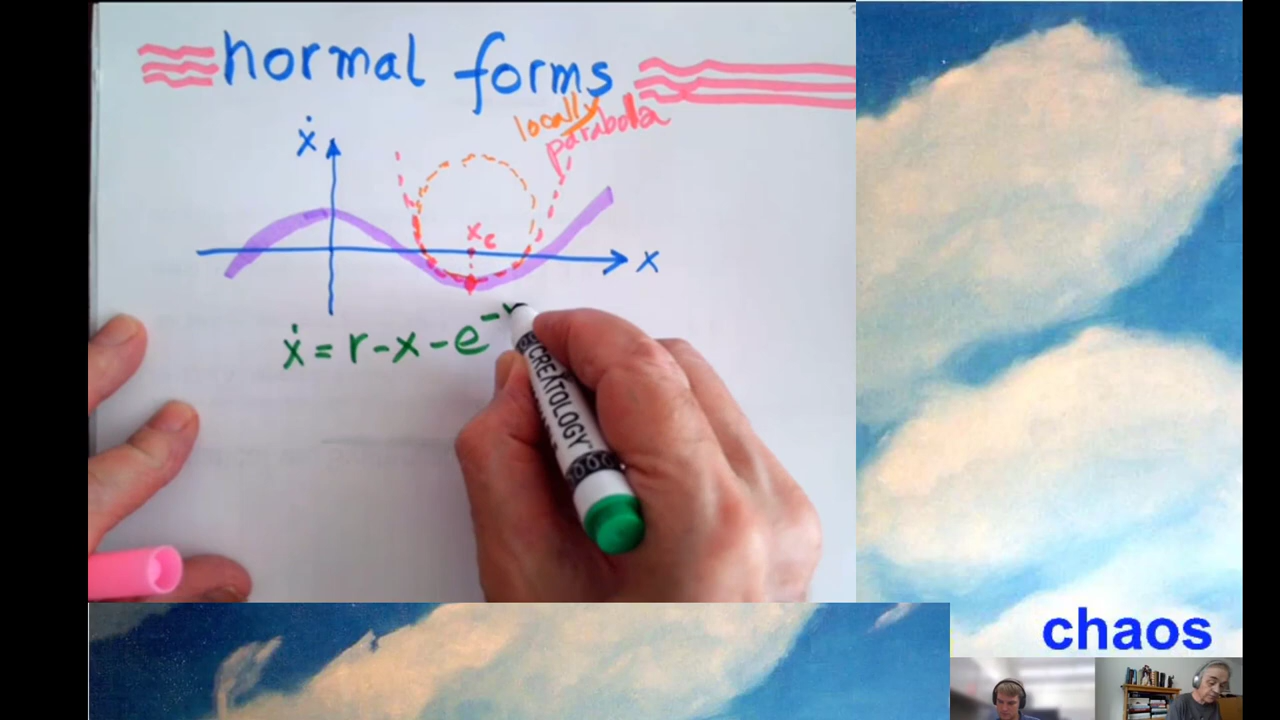 normal forms
locally
parabola
ẋ
x_c
x
ẋ = r - x - e^-
CREATOLOGY
chaos